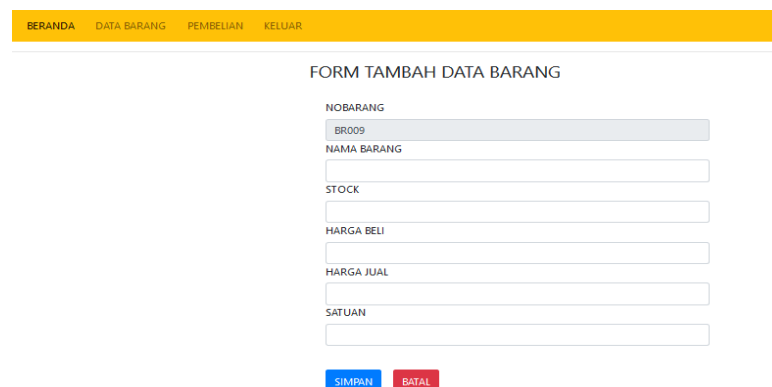 BERANDA DATA BARANG PEMBELIAN KELUAR
FORM TAMBAH DATA BARANG
NOBARANG
BR009
NAMA BARANG
STOCK
HARGA BELI
HARGA JUAL
SATUAN
SIMPAN BATAL